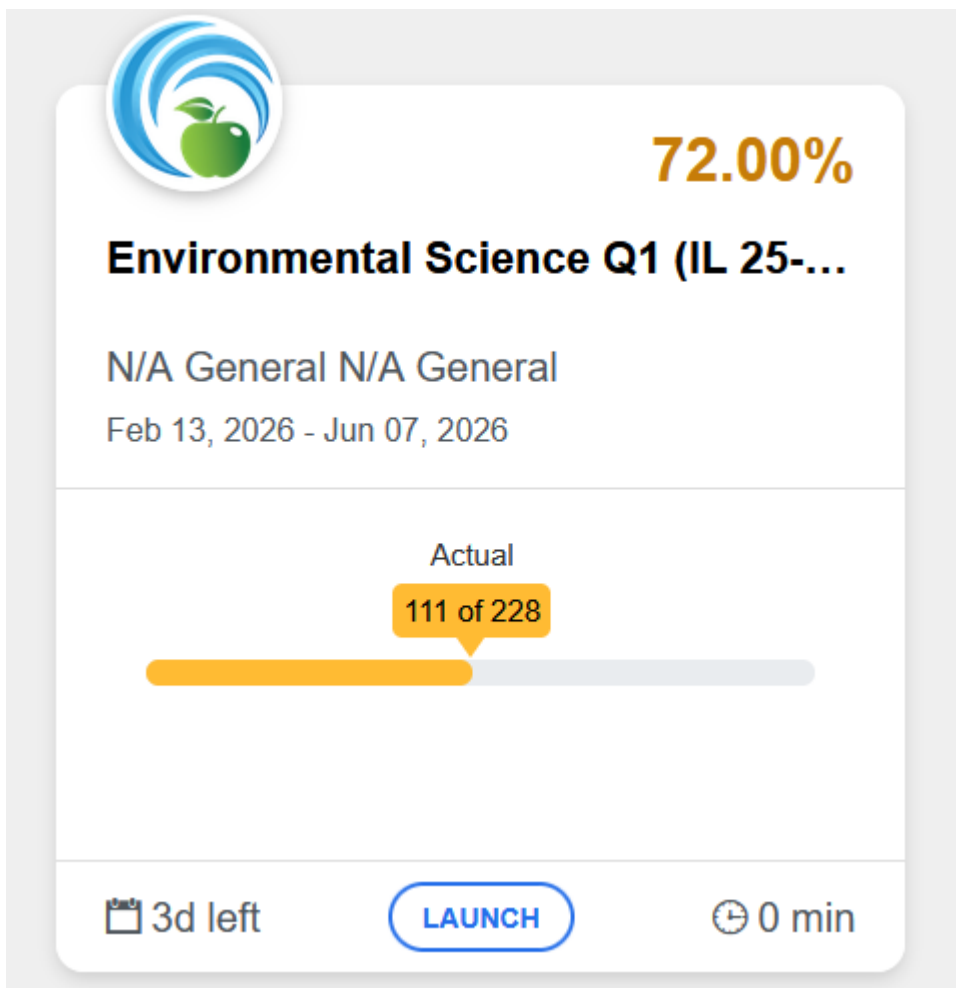 72.00%
Environmental Science Q1 (IL 25-...
N/A General N/A General
Feb 13, 2026 - Jun 07, 2026
Actual
111 of 228
3d left
LAUNCH
0 min